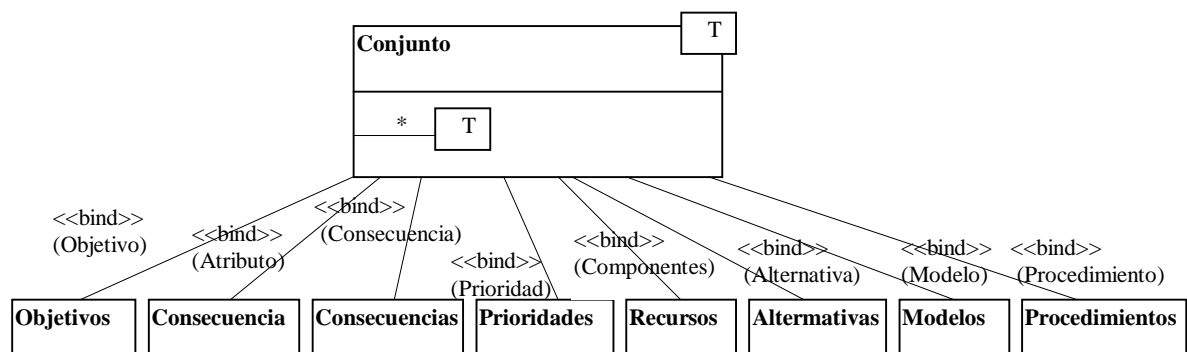 T
Conjunto
* T
<<bind>>
(Objetivo)
<<bind>>
(Atributo)
<<bind>>
(Consecuencia)
<<bind>>
(Prioridad)
<<bind>>
(Componentes)
<<bind>>
(Alternativa)
<<bind>>
(Modelo)
<<bind>>
(Procedimiento)
Objetivos Consecuencia Consecuencias Prioridades Recursos Altermativas Modelos Procedimientos